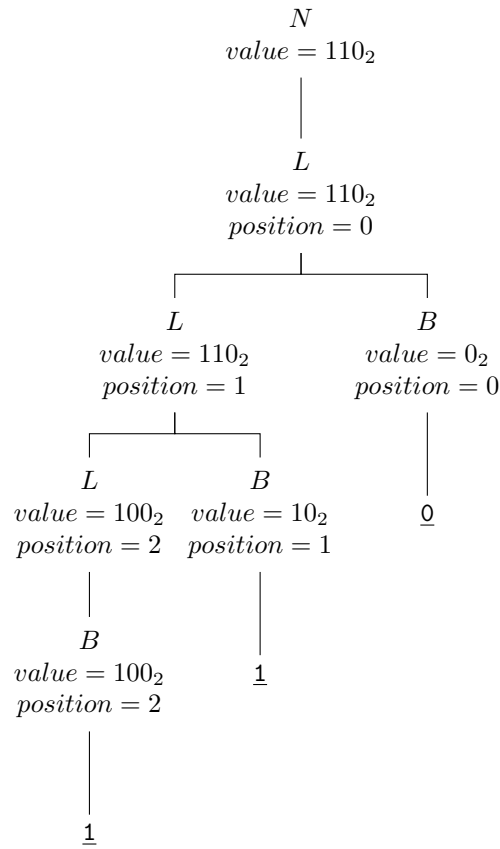 N
value = 110₂
L
value = 110₂
position = 0
L
value = 110₂
position = 1
B
value = 0₂
position = 0
L
value = 100₂
position = 2
B
value = 10₂
position = 1
0
B
value = 100₂
position = 2
1
1